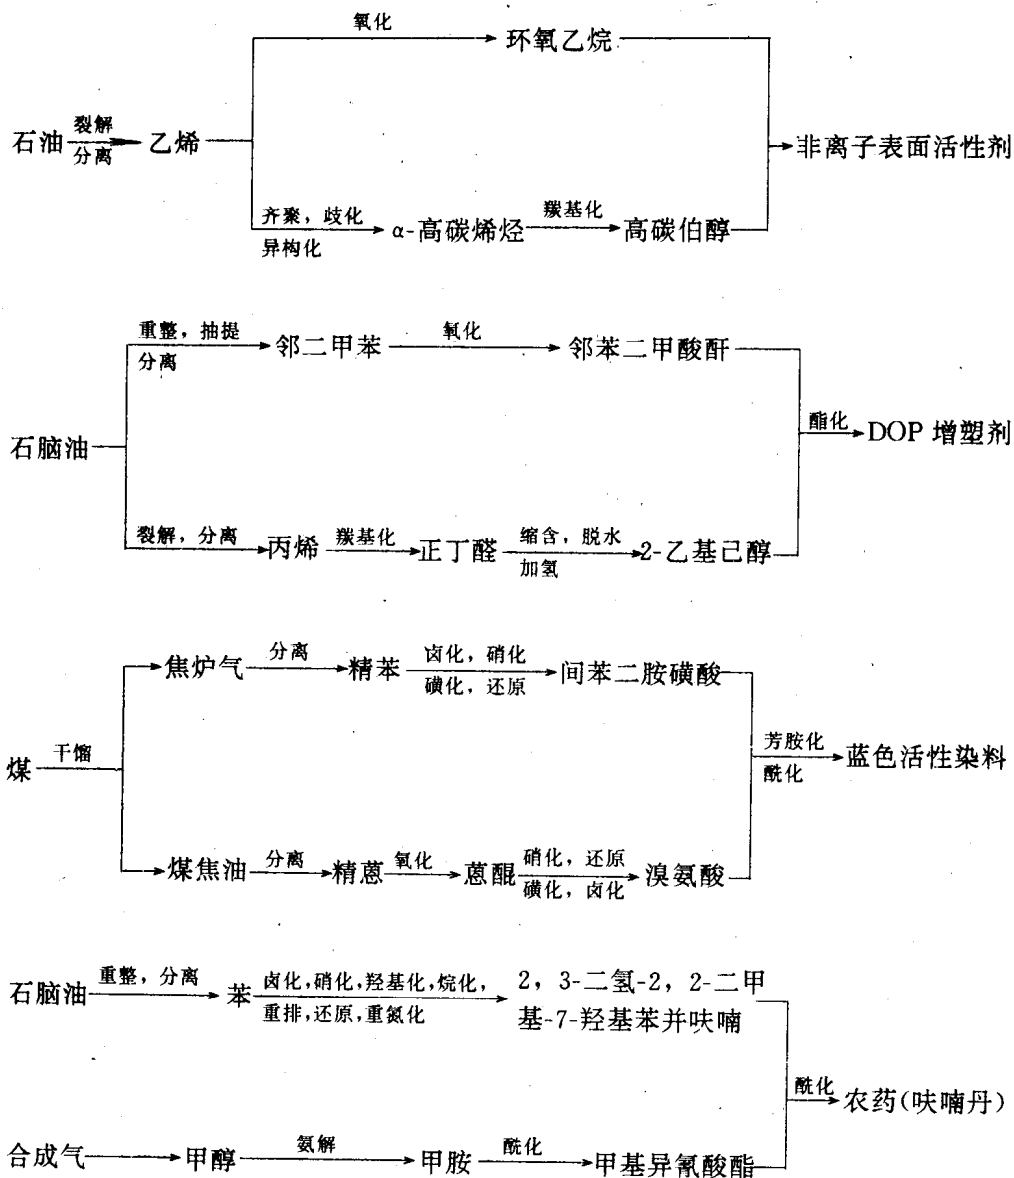 氧化
环氧乙烷
石油 裂解 分离 乙烯
非离子表面活性剂
齐聚，歧化 异构化 α-高碳烯烃 羰基化 高碳伯醇
重整，抽提 分离 邻二甲苯 氧化 邻苯二甲酸酐
石脑油
酯化 DOP 增塑剂
裂解，分离 丙烯 羰基化 正丁醛 缩含，脱水 加氢 2-乙基己醇
焦炉气 分离 精苯 卤化，硝化 磺化，还原 间苯二胺磺酸
煤 干馏
芳胺化 酰化 蓝色活性染料
煤焦油 分离 精蒽 氧化 蒽醌 硝化，还原 磺化，卤化 溴氨酸
石脑油 重整，分离 苯 卤化，硝化，羟基化，烷化，
重排，还原，重氮化
2，3-二氢-2，2-二甲
基-7-羟基苯并呋喃
酰化 农药(呋喃丹)
合成气 甲醇 氨解 甲胺 酰化 甲基异氰酸酯